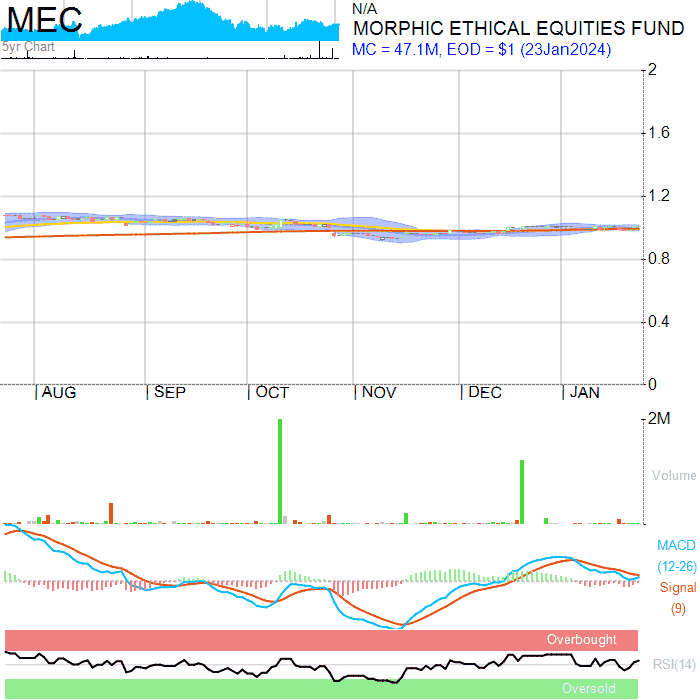 MEC
5yr Chart
N/A
MORPHIC ETHICAL EQUITIES FUND
MC = 47.1M, EOD = $1 (23Jan2024)
2
1.6
1.2
0.8
0.4
0
AUG
SEP
OCT
NOV
DEC
JAN
2M
Volume
MACD
(12-26)
Signal
(9)
Overbought
RSI(14)
Oversold